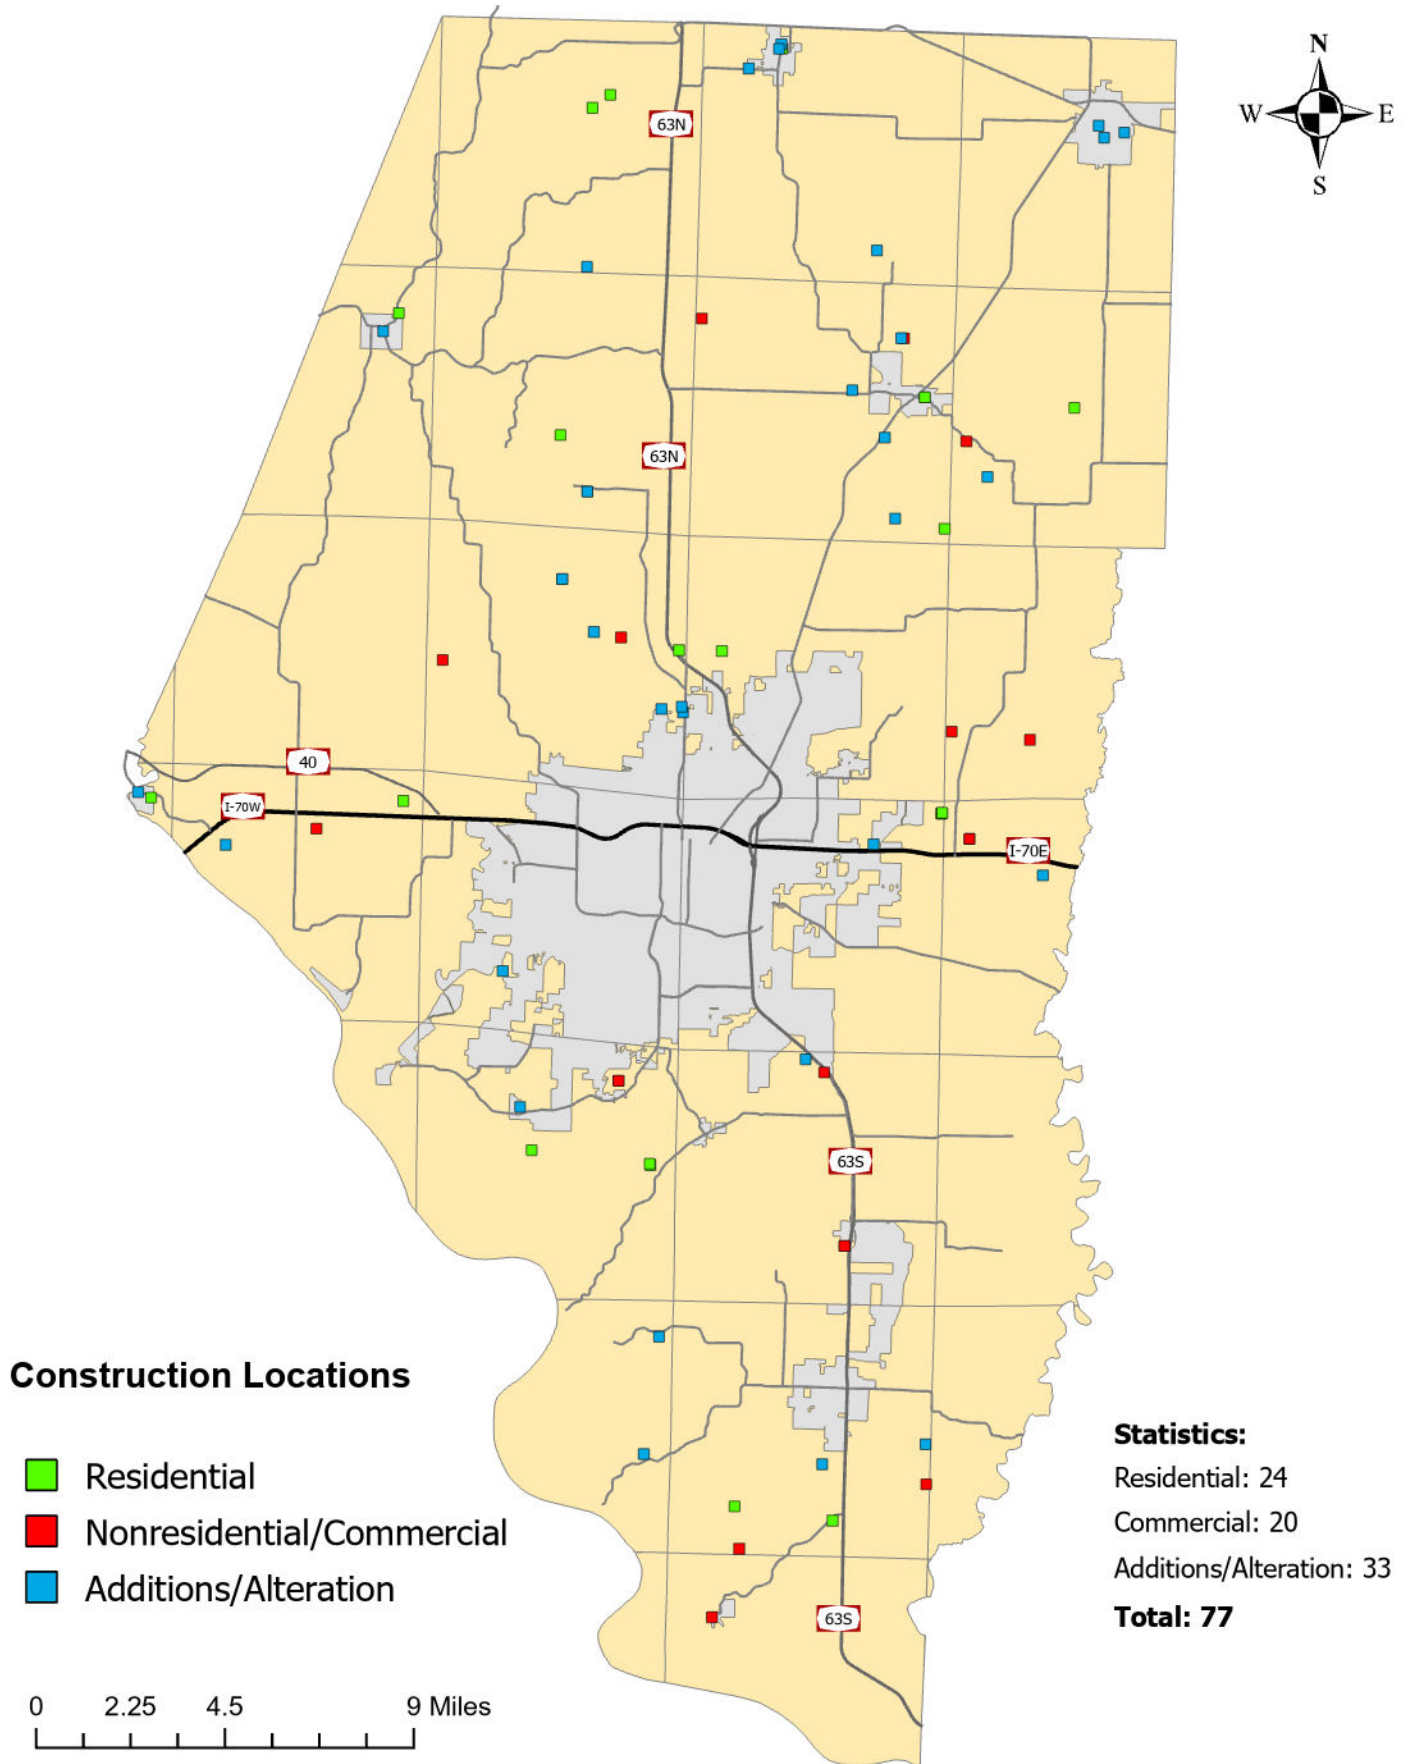 N
W E
S
63N
63N
40
I-70W
I-70E
63S
63S
Construction Locations
Residential
Nonresidential/Commercial
Additions/Alteration
Statistics:
Residential: 24
Commercial: 20
Additions/Alteration: 33
Total: 77
0 2.25 4.5 9 Miles